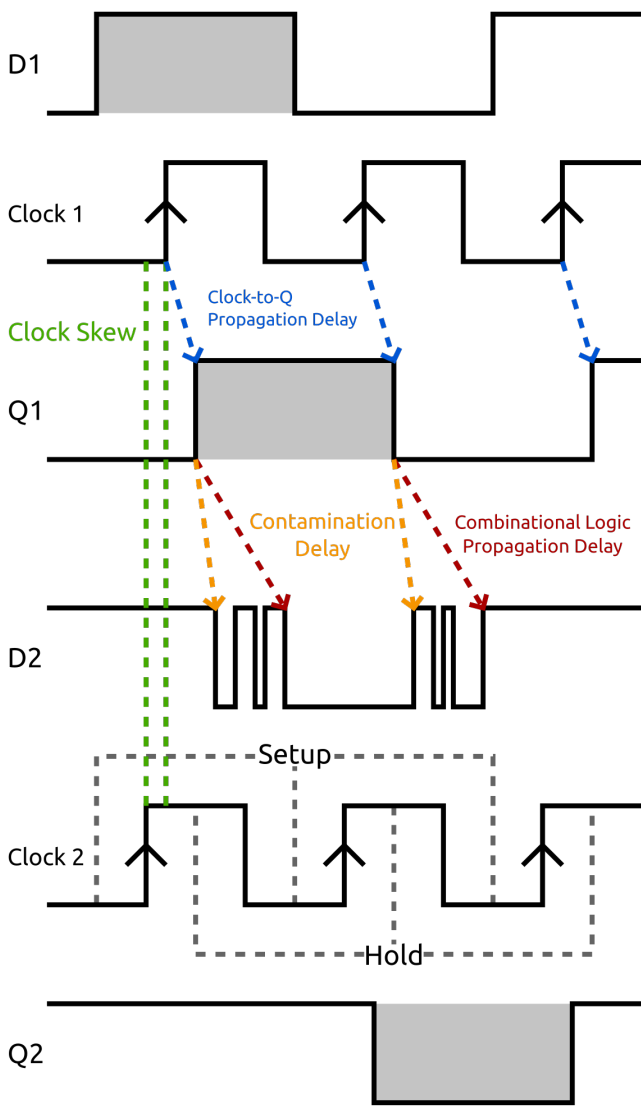 D1
Clock 1
Clock-to-Q
Propagation Delay
Clock Skew
Q1
Contamination
Delay
Combinational Logic
Propagation Delay
D2
Setup
Clock 2
Hold
Q2